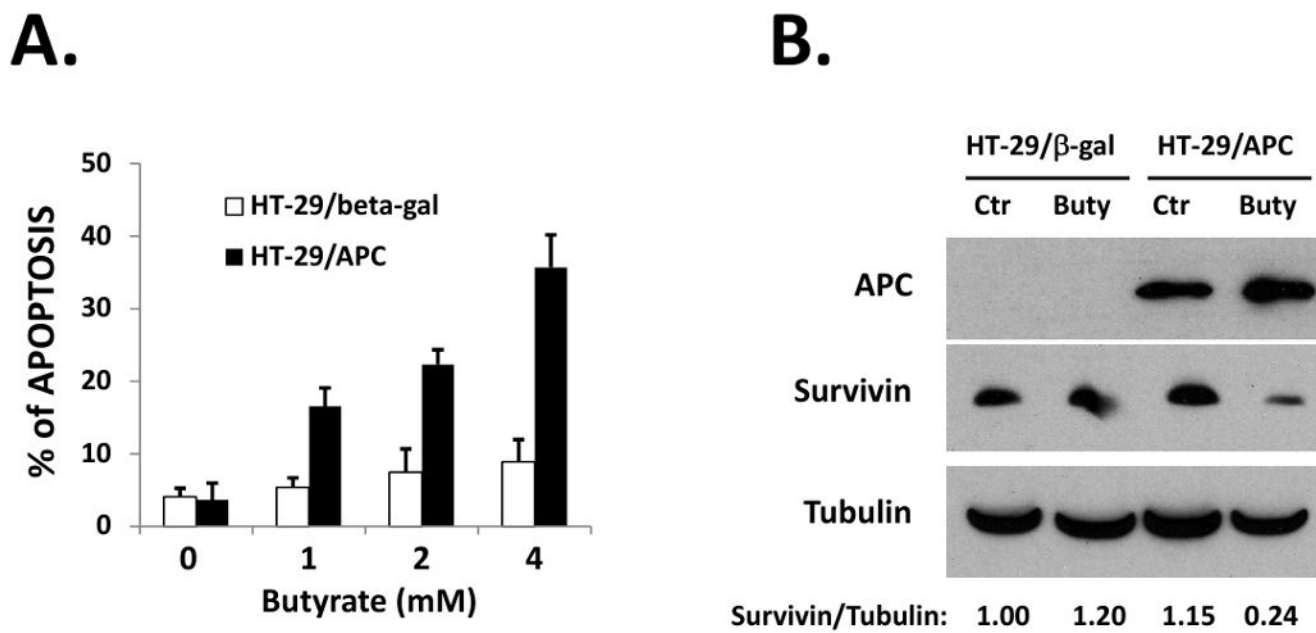 A.
50
40
30
20
10
0
% of APOPTOSIS
HT-29/beta-gal
HT-29/APC
0 1 2 4
Butyrate (mM)
B.
HT-29/β-gal HT-29/APC
Ctr Buty Ctr Buty
APC
Survivin
Tubulin
Survivin/Tubulin: 1.00 1.20 1.15 0.24